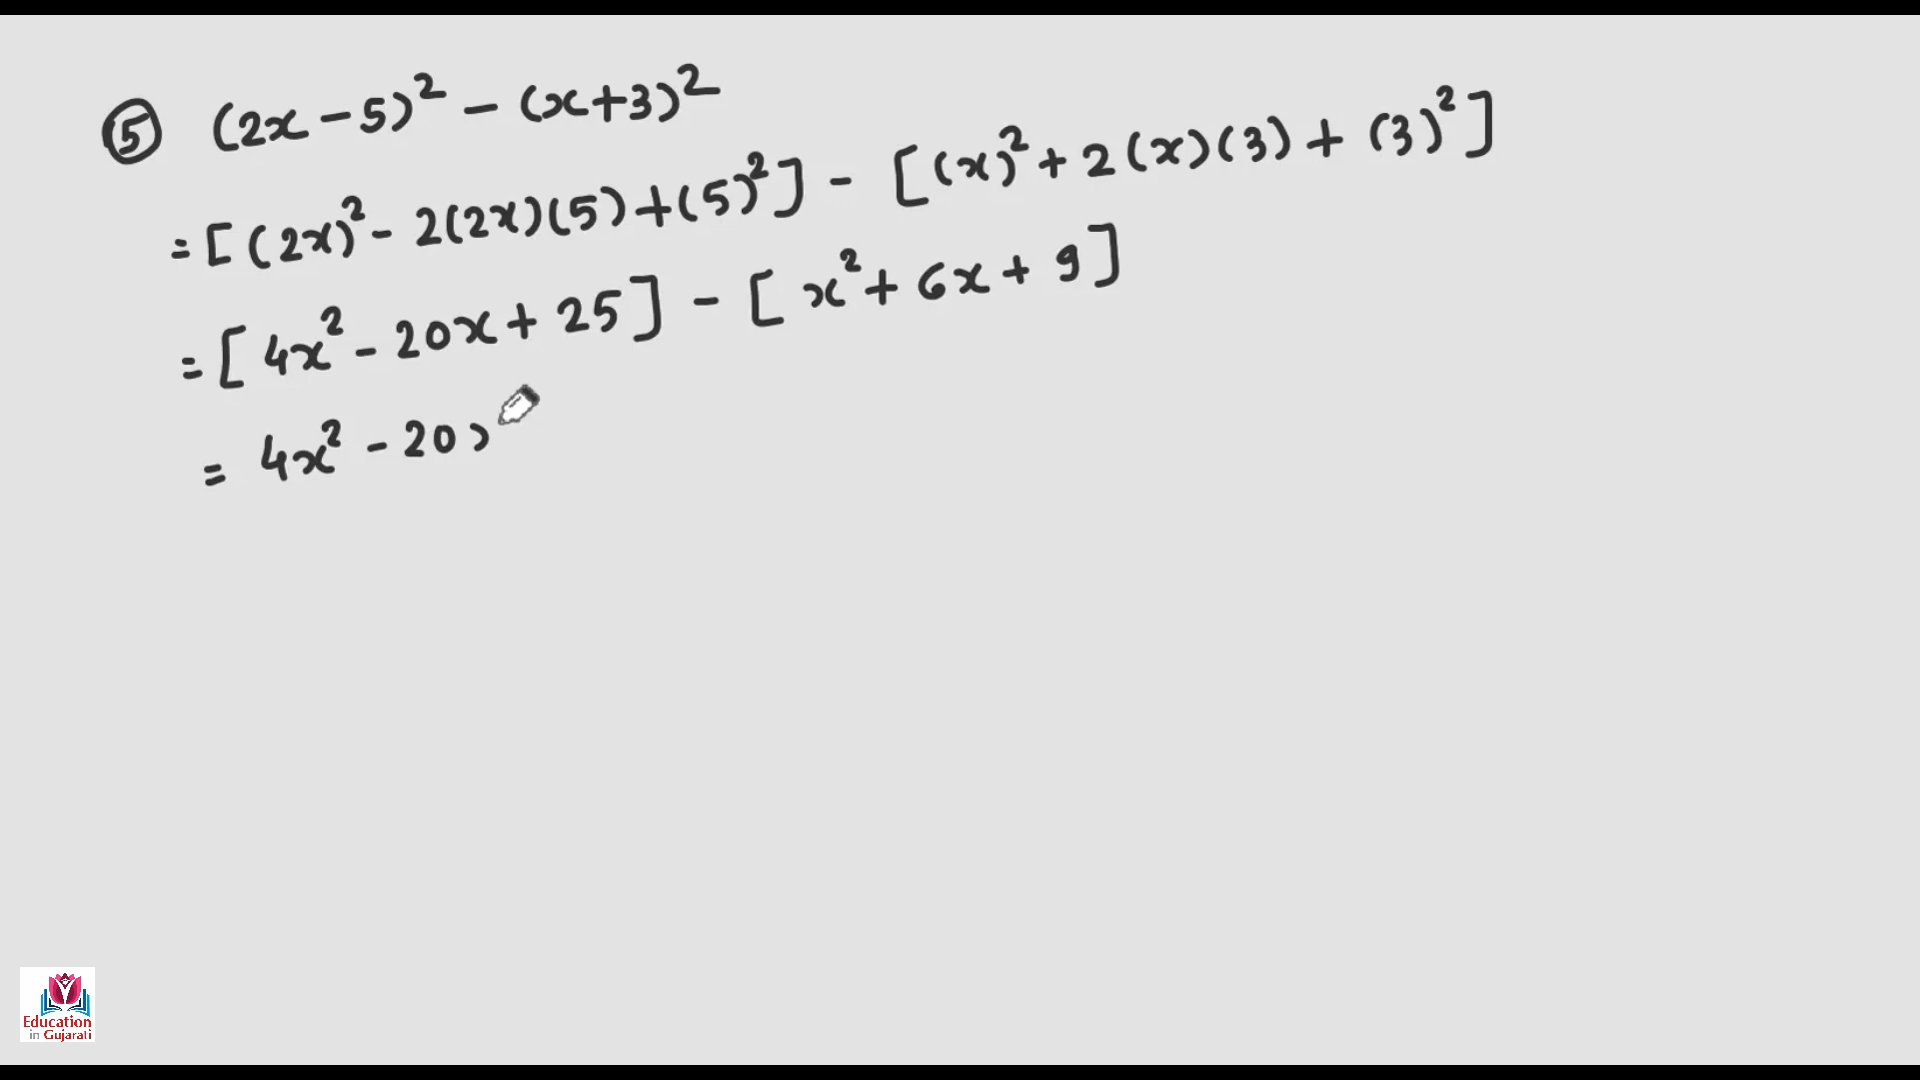 ⑤ (2x - 5)² - (x+3)²
= [(2x)² - 2(2x)(5)+(5)²] - [(x)² + 2(x)(3) + (3)²]
= [4x² - 20x + 25] - [x² + 6x + 9]
= 4x² - 20
Education
in Gujarati